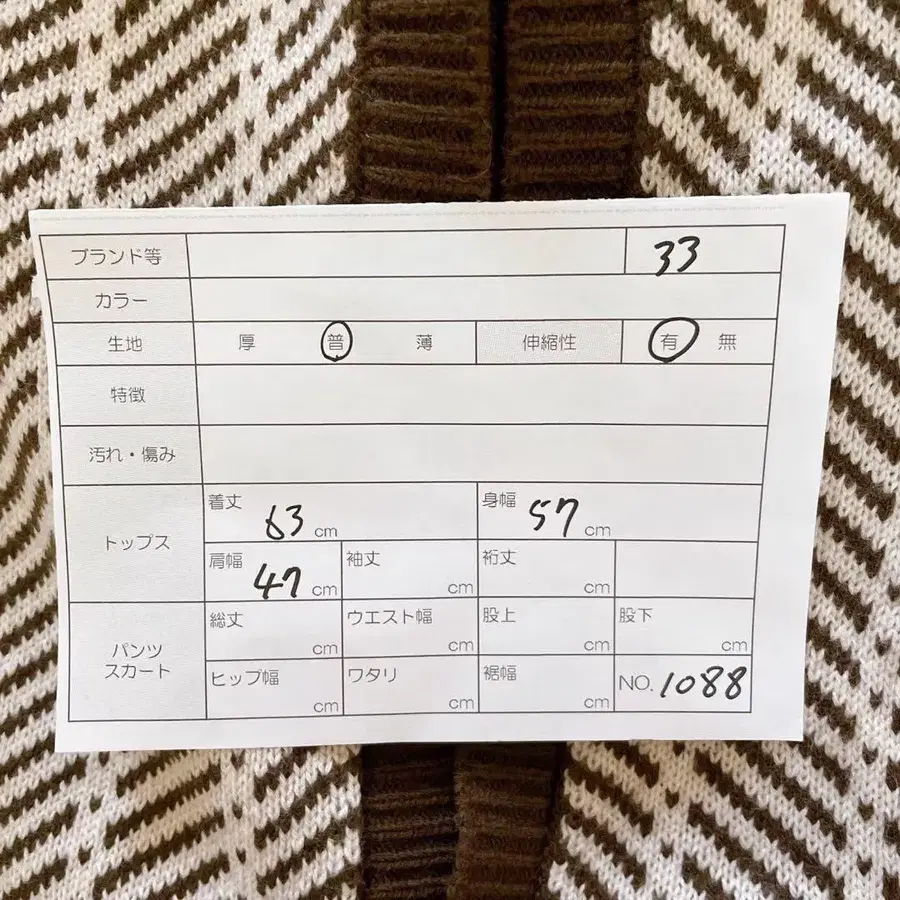 ブランド等 33
カラー
生地 厚 普 薄 伸縮性 有 無
特徴
汚れ・傷み
トップス
着丈 63 cm 身幅 57 cm
肩幅 47 cm 袖丈 cm 裄丈 cm
パンツ
スカート
総丈 cm ウエスト幅 cm 股上 cm 股下 cm
ヒップ幅 cm ワタリ cm 裾幅 cm NO. 1088